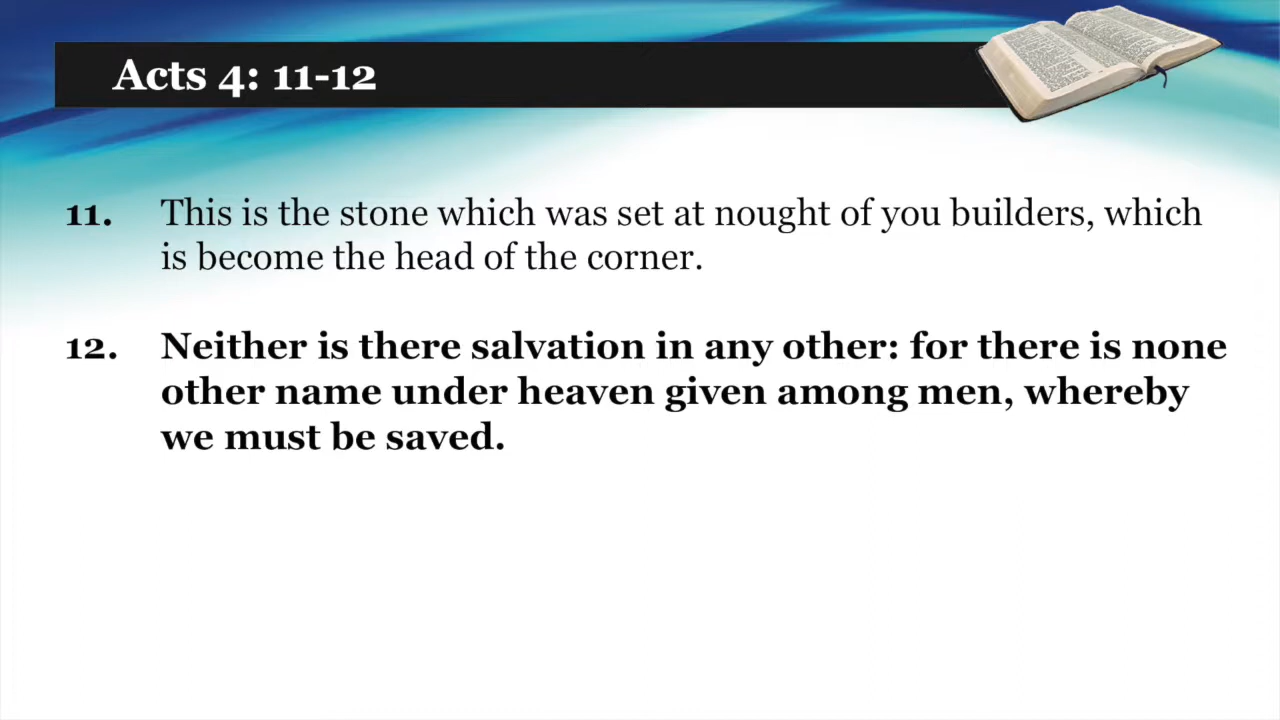 Acts 4: 11-12
11. This is the stone which was set at nought of you builders, which
is become the head of the corner.
12. Neither is there salvation in any other: for there is none
other name under heaven given among men, whereby
we must be saved.